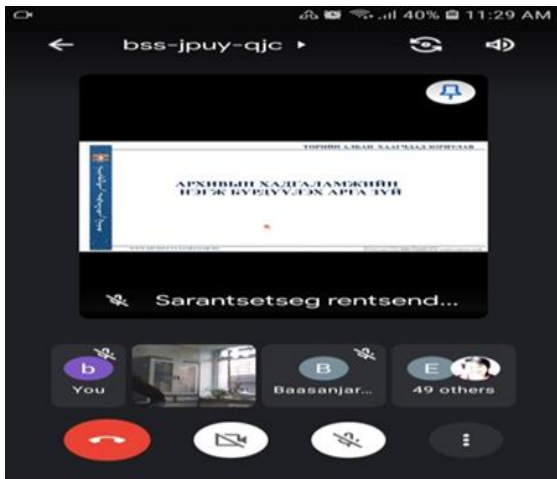 40% 11:29 AM
bss-jpuy-qjc
ТӨРИЙН АЛБАН ХААГЧДАД ЗОРИУЛАВ
АРХИВЫН ХАДГАЛАМЖИЙН
НЭГЖ БҮРДҮҮЛЭХ АРГА ЗҮЙ
Sarantsetseg rentsend...
b
You
B
Baasanjar...
E
49 others